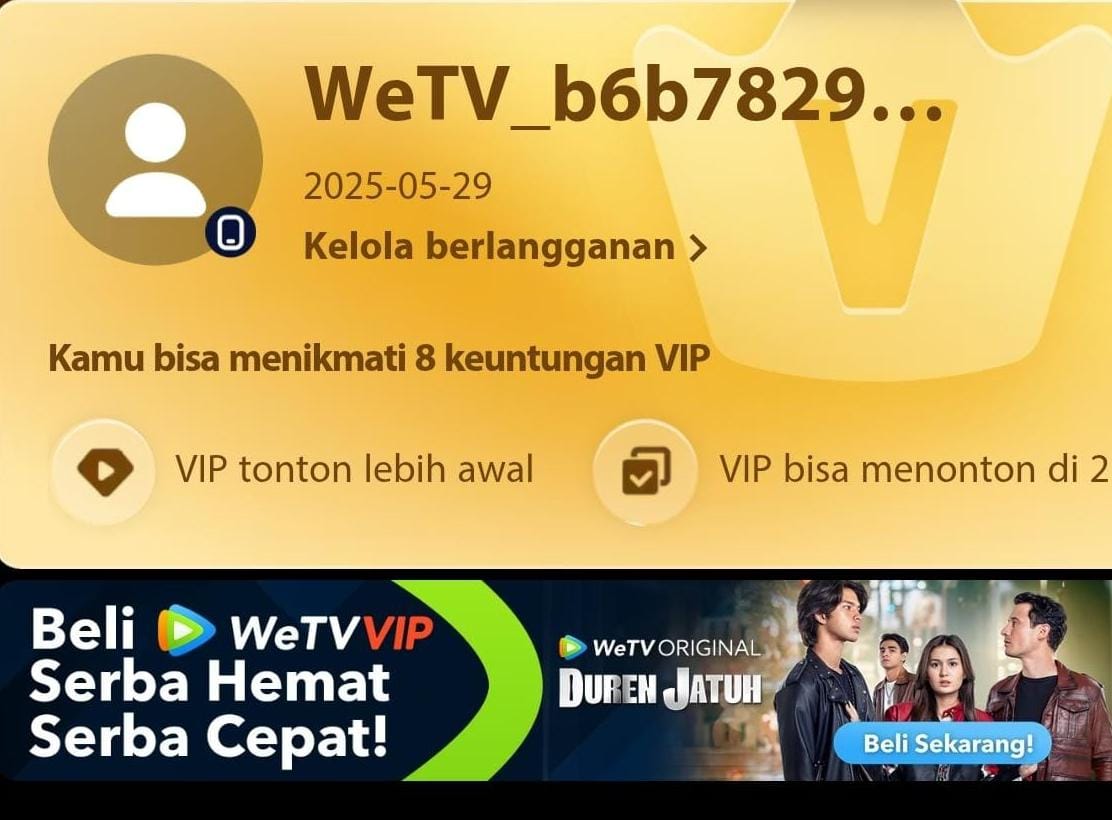 WeTV_b6b7829...
2025-05-29
Kelola berlangganan >
Kamu bisa menikmati 8 keuntungan VIP
VIP tonton lebih awal
VIP bisa menonton di 2
Beli WeTV VIP
Serba Hemat
Serba Cepat!
WeTV ORIGINAL
DUREN JATUH
Beli Sekarang!